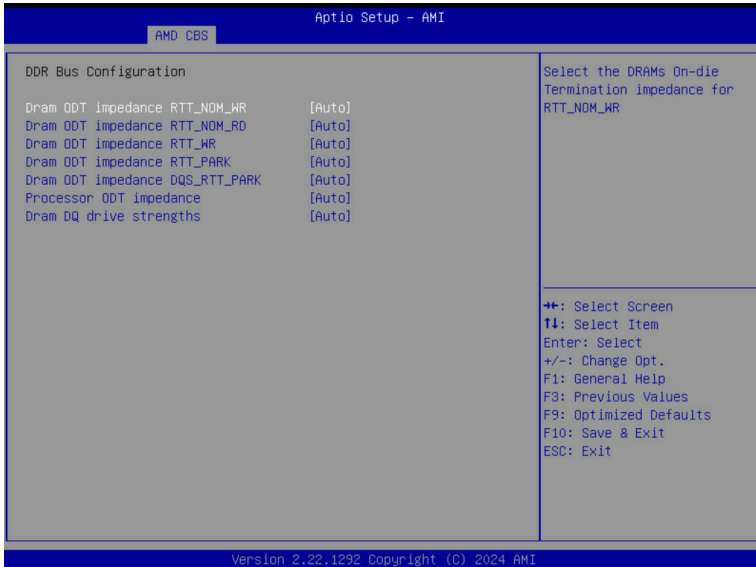 Aptio Setup – AMI
AMD CBS
DDR Bus Configuration
Dram ODT impedance RTT_NOM_WR [Auto]
Dram ODT impedance RTT_NOM_RD [Auto]
Dram ODT impedance RTT_WR [Auto]
Dram ODT impedance RTT_PARK [Auto]
Dram ODT impedance DQS_RTT_PARK [Auto]
Processor ODT impedance [Auto]
Dram DQ drive strengths [Auto]
Select the DRAMs On-die
Termination impedance for
RTT_NOM_WR
→←: Select Screen
↑↓: Select Item
Enter: Select
+/-: Change Opt.
F1: General Help
F3: Previous Values
F9: Optimized Defaults
F10: Save & Exit
ESC: Exit
Version 2.22.1292 Copyright (C) 2024 AMI